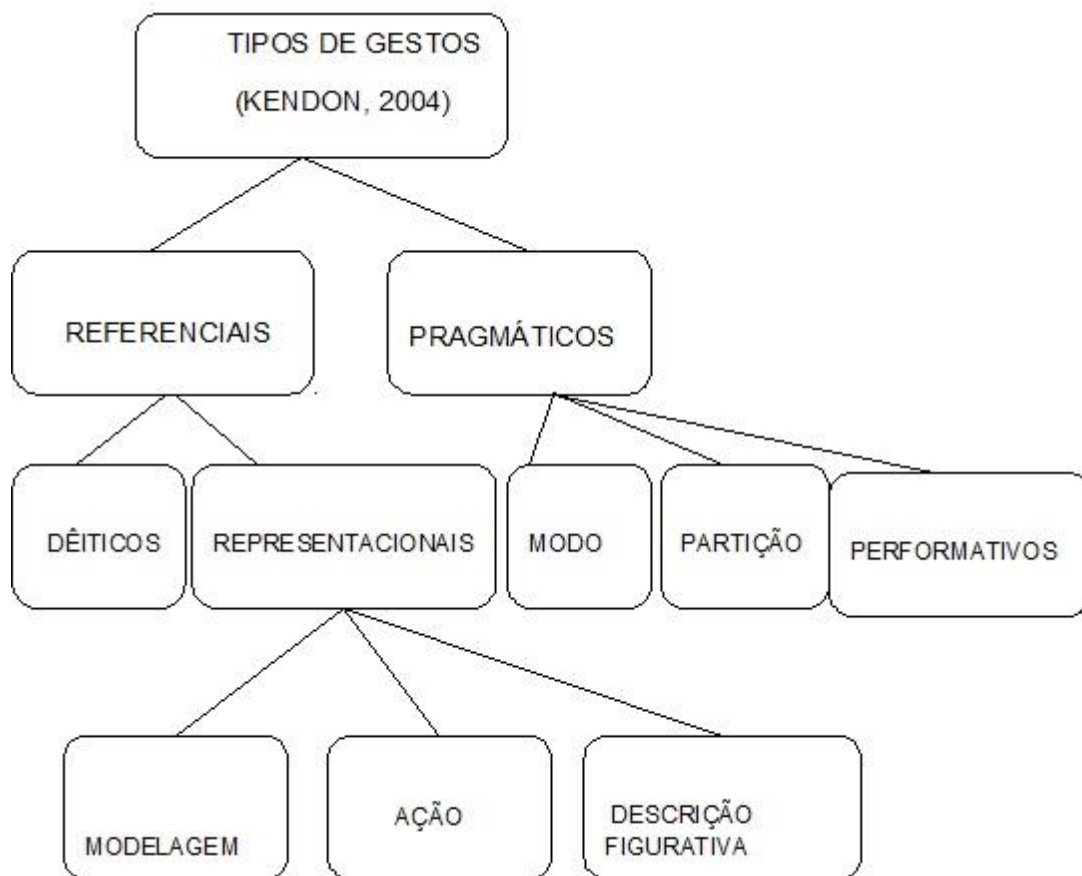 TIPOS DE GESTOS
(KENDON, 2004)
REFERENCIAIS
PRAGMÁTICOS
DÊITICOS
REPRESENTACIONAIS
MODO
PARTIÇÃO
PERFORMATIVOS
MODELAGEM
AÇÃO
DESCRIÇÃO
FIGURATIVA